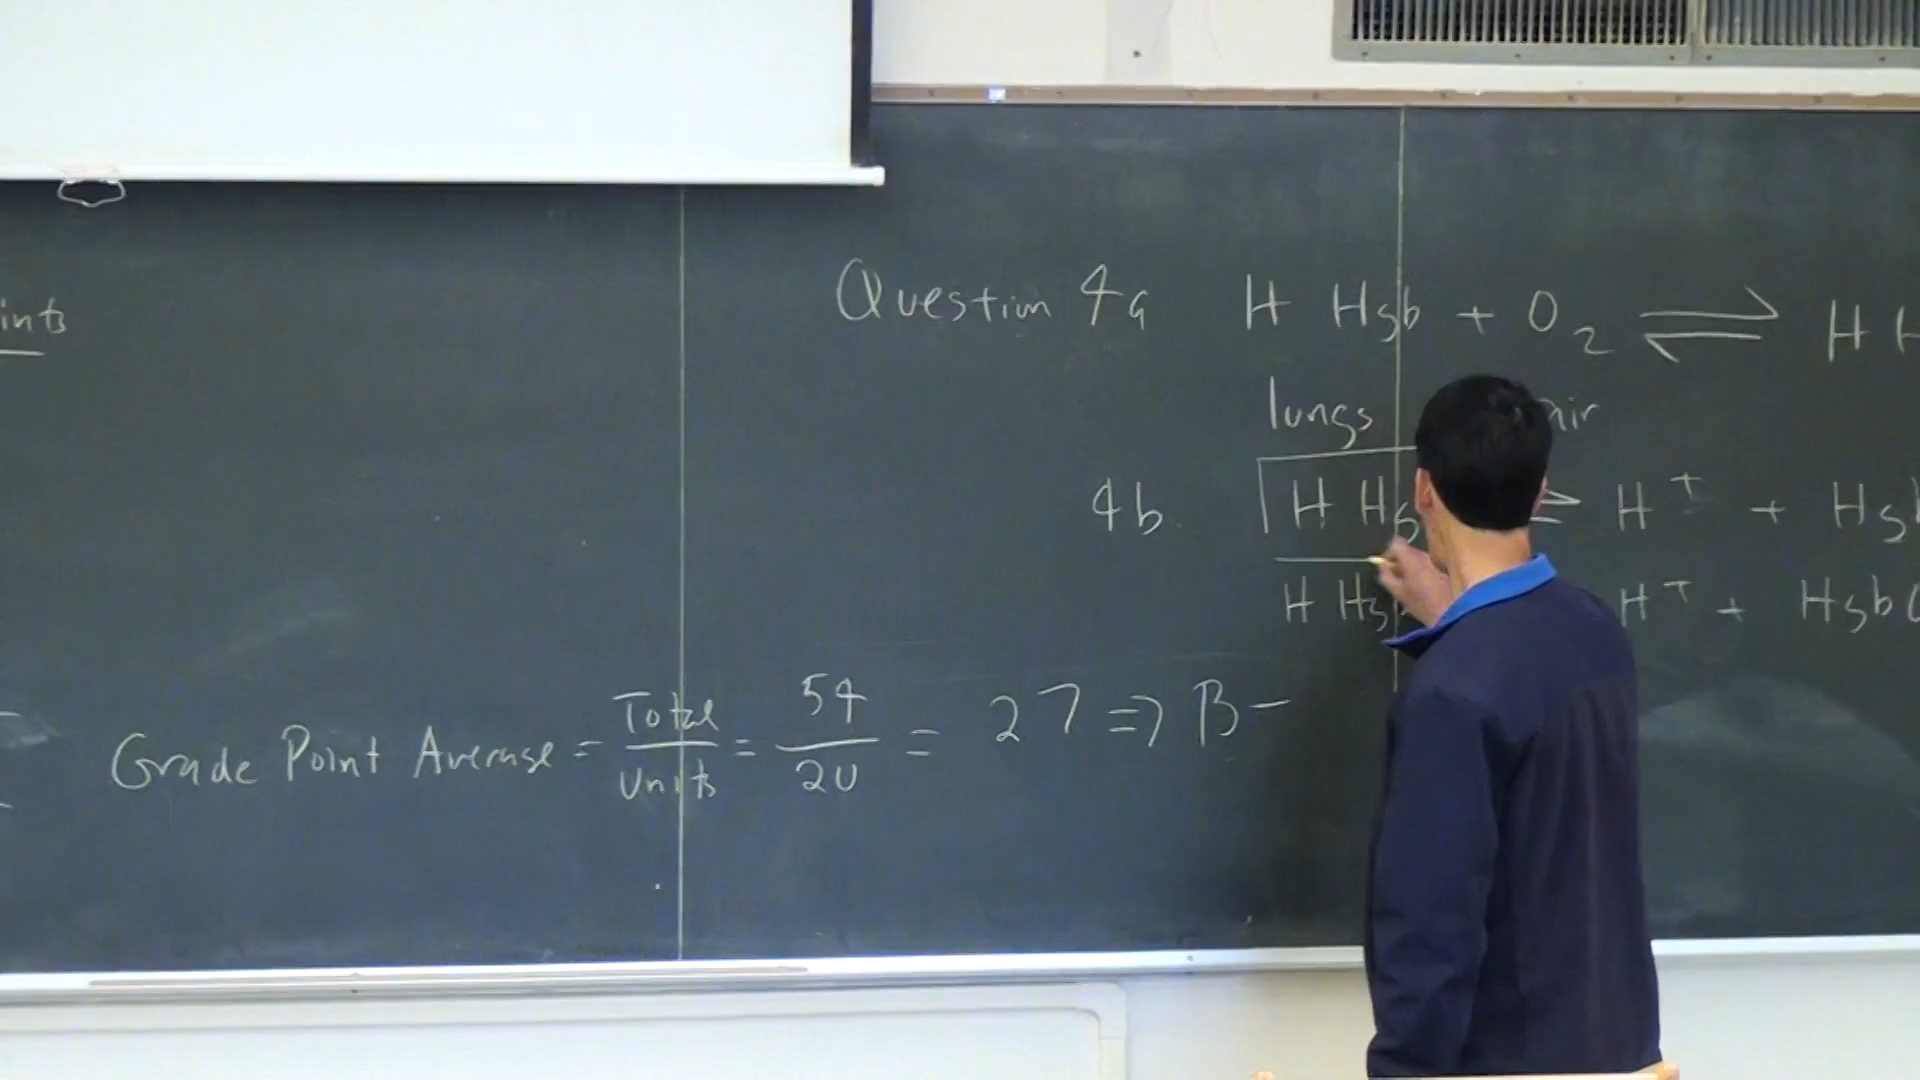 ints
Question 4a H Hgb + O2 ⇌ H H
lungs air
4b. H Hg ⇌ H+ + Hgb
H Hg H+ + Hgb
Grade Point Average = Total / Units = 54 / 20 = 27 => B-